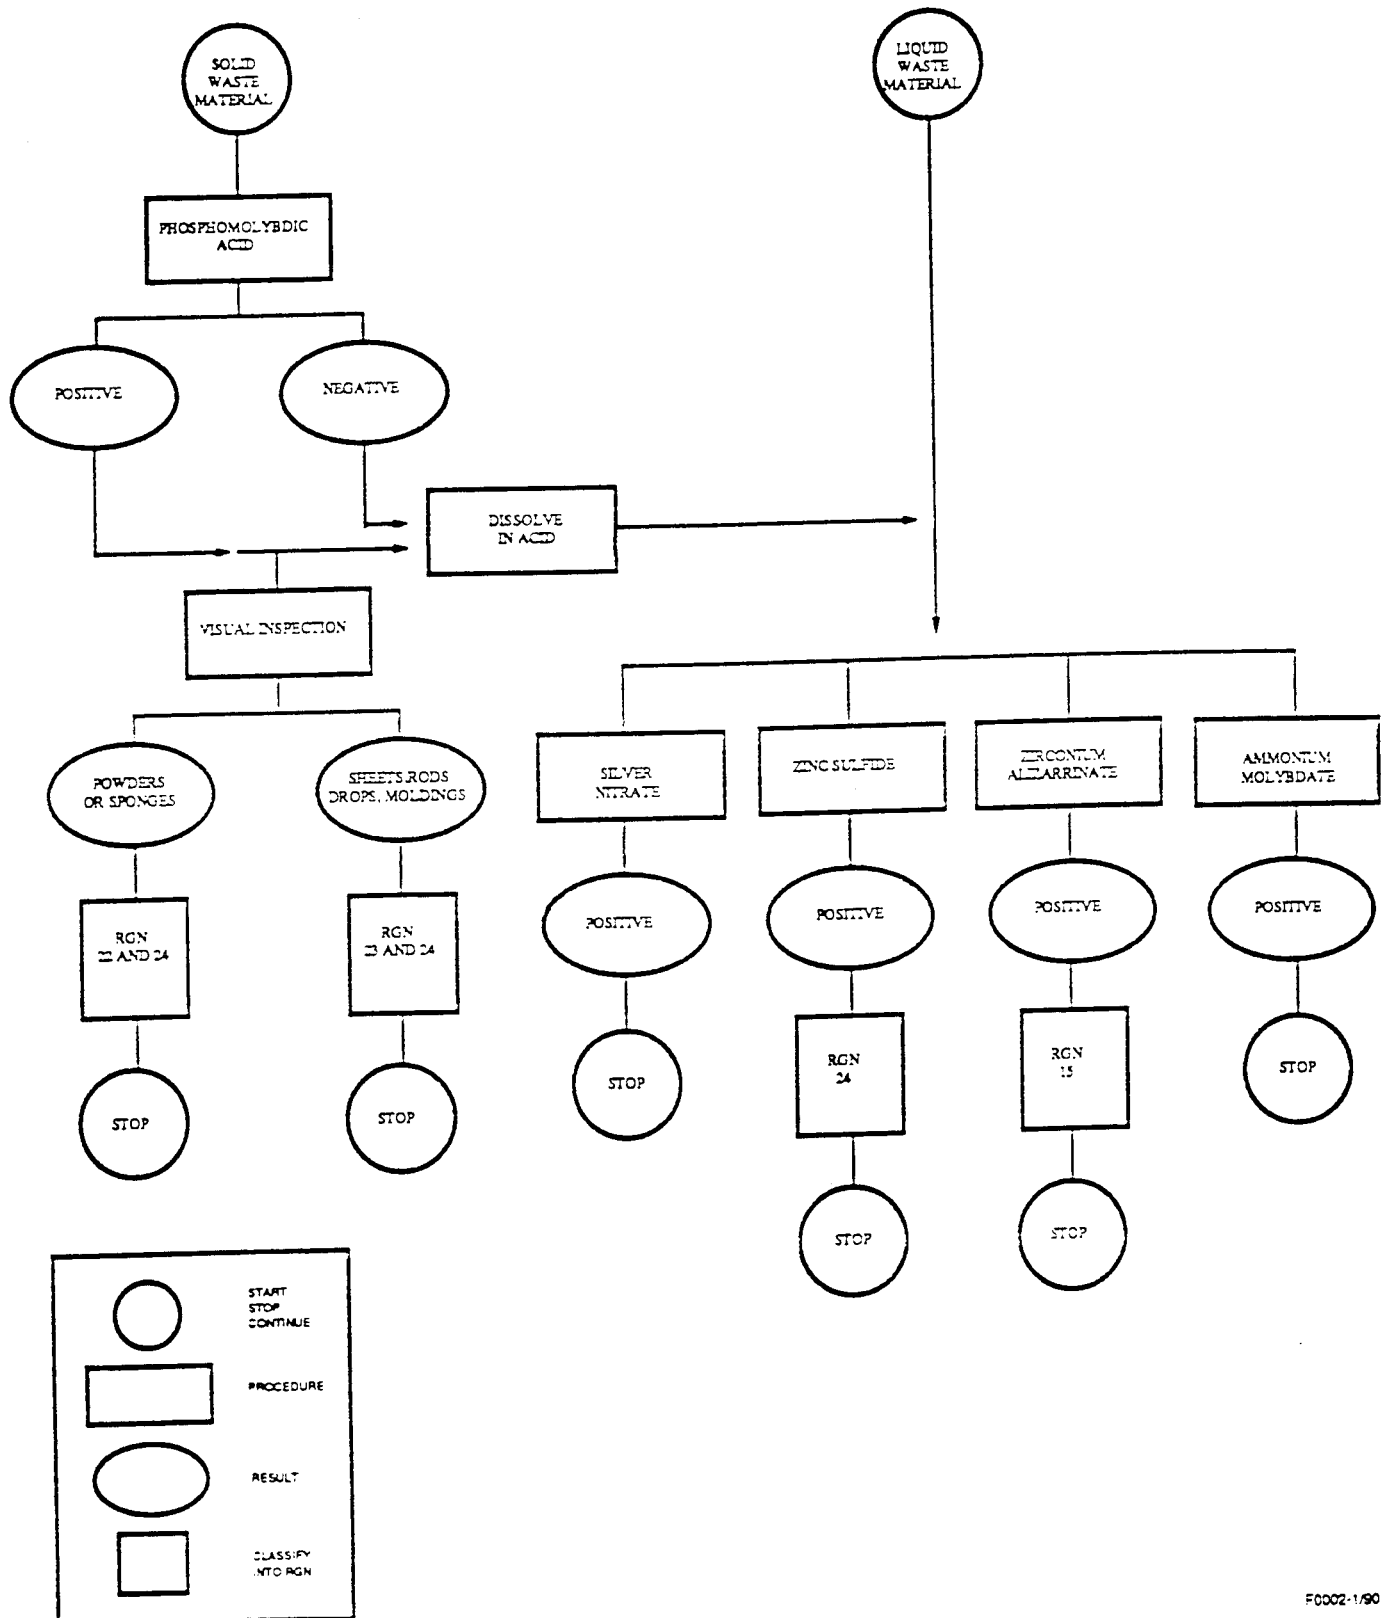 SOLID
WASTE
MATERIAL
LIQUID
WASTE
MATERIAL
PHOSPHOMOLYBDIC
ACID
POSITIVE
NEGATIVE
DISSOLVE
IN ACID
VISUAL INSPECTION
POWDERS
OR SPONGES
SHEETS,RODS
DROPS, MOLDINGS
SILVER
NITRATE
ZINC SULFIDE
ZIRCONIUM
ALIZARRINATE
AMMONIUM
MOLYBDATE
POSITIVE
POSITIVE
POSITIVE
POSITIVE
RGN
22 AND 24
RGN
23 AND 24
RGN
24
RGN
15
STOP
STOP
STOP
STOP
STOP
STOP
START
STOP
CONTINUE
PROCEDURE
RESULT
CLASSIFY
INTO RGN
F0002-1/90